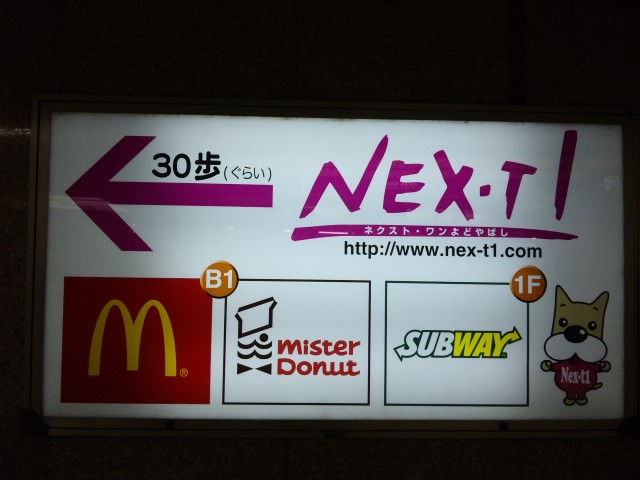 30歩(ぐらい)
NEX・T1
ネクスト・ワンよどやばし
http://www.nex-t1.com
B1
1F
M®
mister
Donut
SUBWAY
Nex-t1